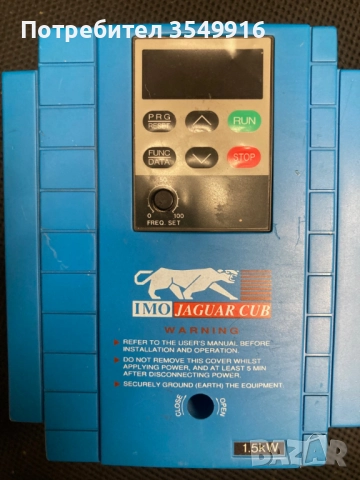 Потребител 3549916
PRG
RESET
RUN
FUNC
DATA
STOP
50
0 100
FREQ. SET
IMO JAGUAR CUB
WARNING
REFER TO THE USER'S MANUAL BEFORE
INSTALLATION AND OPERATION.
DO NOT REMOVE THIS COVER WHILST
APPLYING POWER, AND AT LEAST 5 MIN
AFTER DISCONNECTING POWER.
SECURELY GROUND (EARTH) THE EQUIPMENT.
CLOSE OPEN
1.5kW
BAZAR